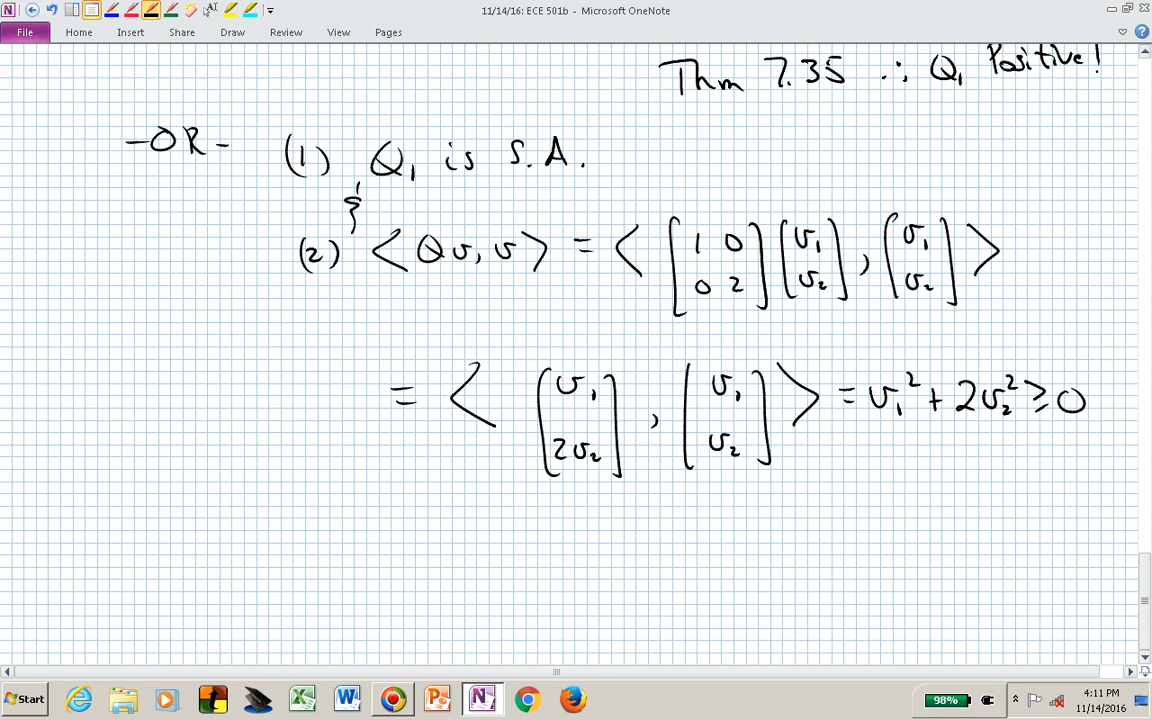 11/14/16: ECE 501b - Microsoft OneNote
File Home Insert Share Draw Review View Pages
Thm 7.35 ∴ Q₁ Positive!
-OR- (1) Q₁ is S.A.
&
(2) <Qv, v> = < [1 0; 0 2] [v₁; v₂], [v₁; v₂] >
= < [v₁; 2v₂], [v₁; v₂] > = v₁² + 2v₂² ≥ 0
Start
98%
4:11 PM
11/14/2016